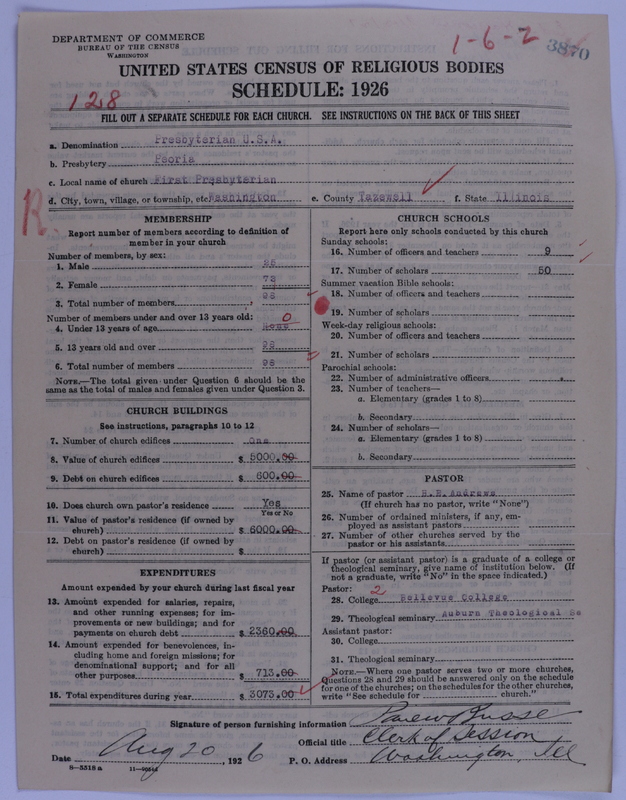 DEPARTMENT OF COMMERCE
BUREAU OF THE CENSUS
WASHINGTON
1-6-2
3870
UNITED STATES CENSUS OF RELIGIOUS BODIES
SCHEDULE: 1926
128
FILL OUT A SEPARATE SCHEDULE FOR EACH CHURCH. SEE INSTRUCTIONS ON THE BACK OF THIS SHEET
a. Denomination Presbyterian U.S.A.
b. Presbytery Peoria
c. Local name of church First Presbyterian
d. City, town, village, or township, etc. Washington e. County Tazewell f. State Illinois
R
MEMBERSHIP
Report number of members according to definition of
member in your church
Number of members, by sex:
1. Male 25
2. Female 73
3. Total number of members 98
Number of members under and over 13 years old: 0
4. Under 13 years of age None
5. 13 years old and over 98
6. Total number of members 98
NOTE.—The total given under Question 6 should be the
same as the total of males and females given under Question 3.
CHURCH BUILDINGS
See instructions, paragraphs 10 to 12
7. Number of church edifices One
8. Value of church edifices $ 5000.00
9. Debt on church edifices $ 600.00
10. Does church own pastor's residence Yes
Yes or No
11. Value of pastor's residence (if owned by
church) $ 6000.00
12. Debt on pastor's residence (if owned by
church) $
EXPENDITURES
Amount expended by your church during last fiscal year
13. Amount expended for salaries, repairs,
and other running expenses; for im-
provements or new buildings; and for
payments on church debt $ 2360.00
14. Amount expended for benevolences, in-
cluding home and foreign missions; for
denominational support; and for all
other purposes $ 713.00
15. Total expenditures during year $ 3073.00
CHURCH SCHOOLS
Report here only schools conducted by this church
Sunday schools:
16. Number of officers and teachers 9
17. Number of scholars 50
Summer vacation Bible schools:
18. Number of officers and teachers
19. Number of scholars
Week-day religious schools:
20. Number of officers and teachers
21. Number of scholars
Parochial schools:
22. Number of administrative officers
23. Number of teachers—
a. Elementary (grades 1 to 8)
b. Secondary
24. Number of scholars—
a. Elementary (grades 1 to 8)
b. Secondary
PASTOR
25. Name of pastor H.E. Andrews
(If church has no pastor, write "None")
26. Number of ordained ministers, if any, em-
ployed as assistant pastors
27. Number of other churches served by the
pastor or his assistants
If pastor (or assistant pastor) is a graduate of a college or
theological seminary, give name of institution below. (If
not a graduate, write "No" in the space indicated.)
Pastor: 2
28. College Bellevue College
29. Theological seminary Auburn Theological Se
Assistant pastor:
30. College
31. Theological seminary
NOTE.—Where one pastor serves two or more churches,
Questions 28 and 29 should be answered only on the schedule
for one of the churches; on the schedules for the other churches,
write "See schedule for church."
Signature of person furnishing information Busse
Official title Clerk of Session
Date Aug 20, 1926 P. O. Address Washington, Ill
8-5518 a